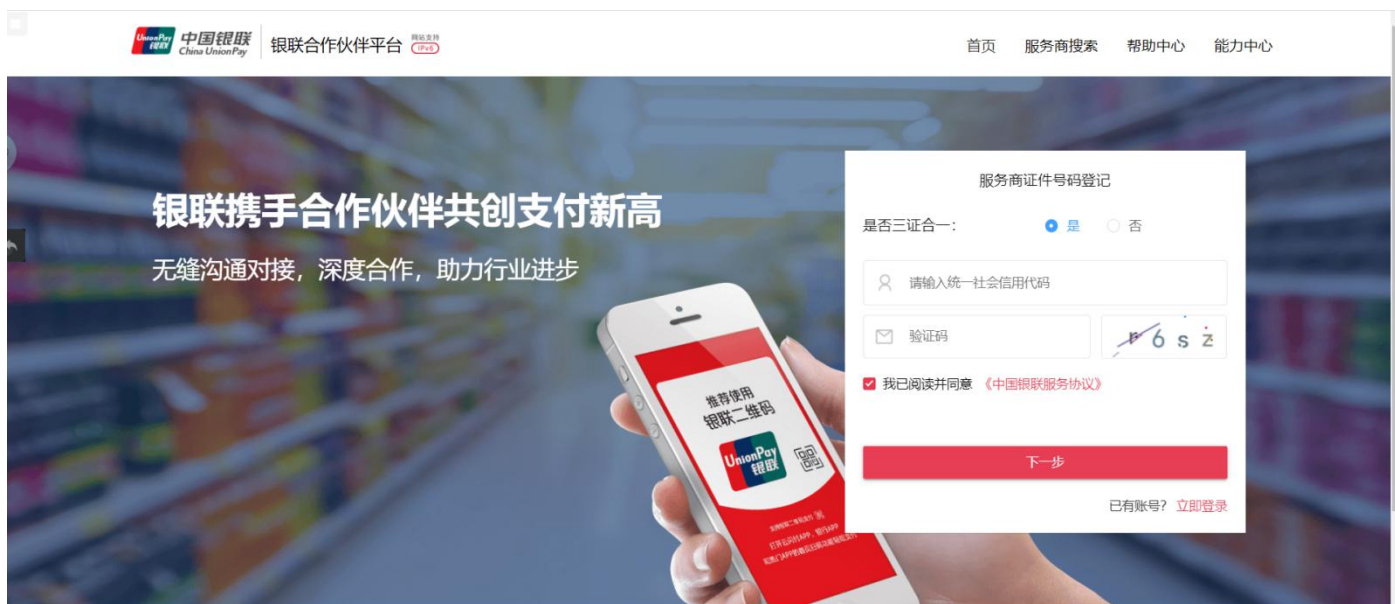 UnionPay
银联
中国银联
China UnionPay
银联合作伙伴平台
网站支持
IPv6
首页 服务商搜索 帮助中心 能力中心
银联携手合作伙伴共创支付新高
无缝沟通对接，深度合作，助力行业进步
推荐使用
银联二维码
UnionPay
银联
服务商证件号码登记
是否三证合一： 是 否
请输入统一社会信用代码
验证码
6 s z
我已阅读并同意 《中国银联服务协议》
下一步
已有账号？ 立即登录